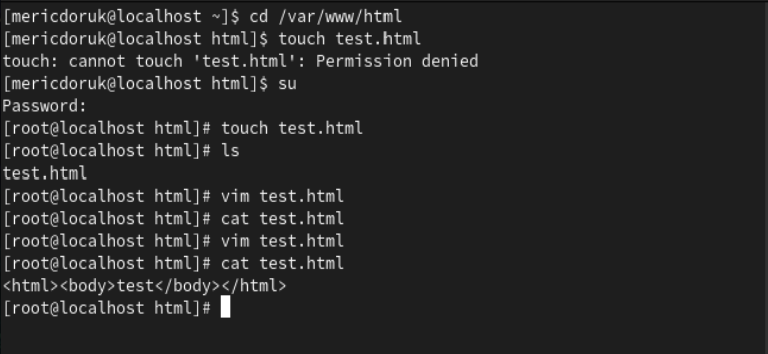 [mericdoruk@localhost ~]$ cd /var/www/html
[mericdoruk@localhost html]$ touch test.html
touch: cannot touch 'test.html': Permission denied
[mericdoruk@localhost html]$ su
Password:
[root@localhost html]# touch test.html
[root@localhost html]# ls
test.html
[root@localhost html]# vim test.html
[root@localhost html]# cat test.html
[root@localhost html]# vim test.html
[root@localhost html]# cat test.html
<html><body>test</body></html>
[root@localhost html]#